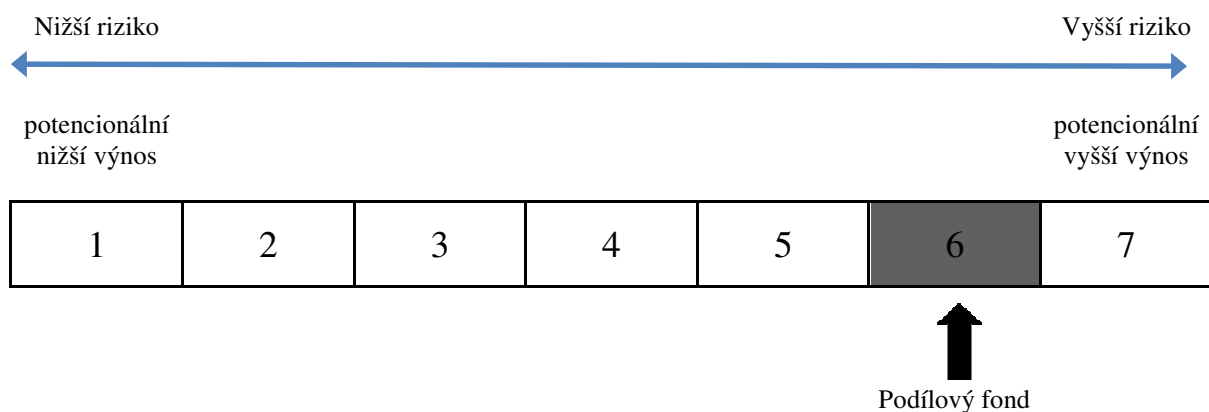 Nižší riziko
Vyšší riziko
potencionální
nižší výnos
potencionální
vyšší výnos
1 2 3 4 5 6 7
Podílový fond